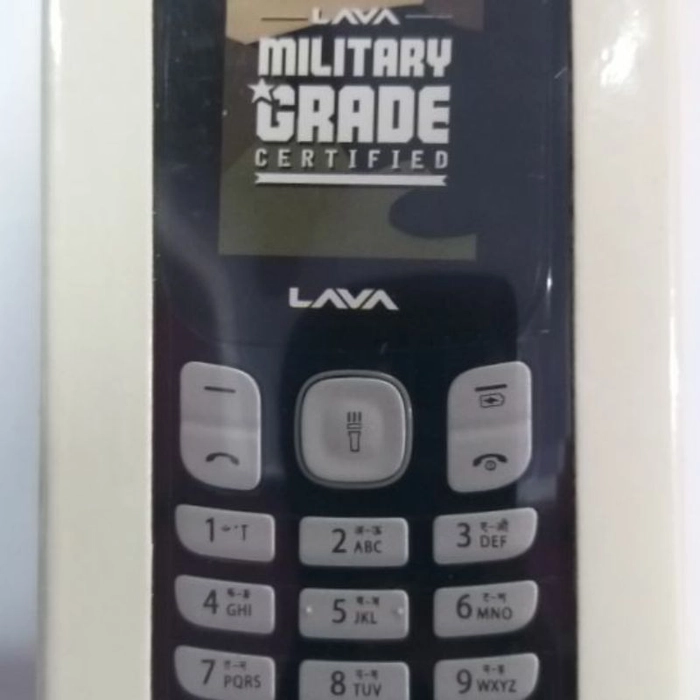 LAVA
MILITARY
GRADE
CERTIFIED
LAVA
1
2 अ-ऊ ABC
3 ए-औ DEF
4 GHI
5 JKL
6 MNO
7 PQRS
8 TUV
9 WXYZ